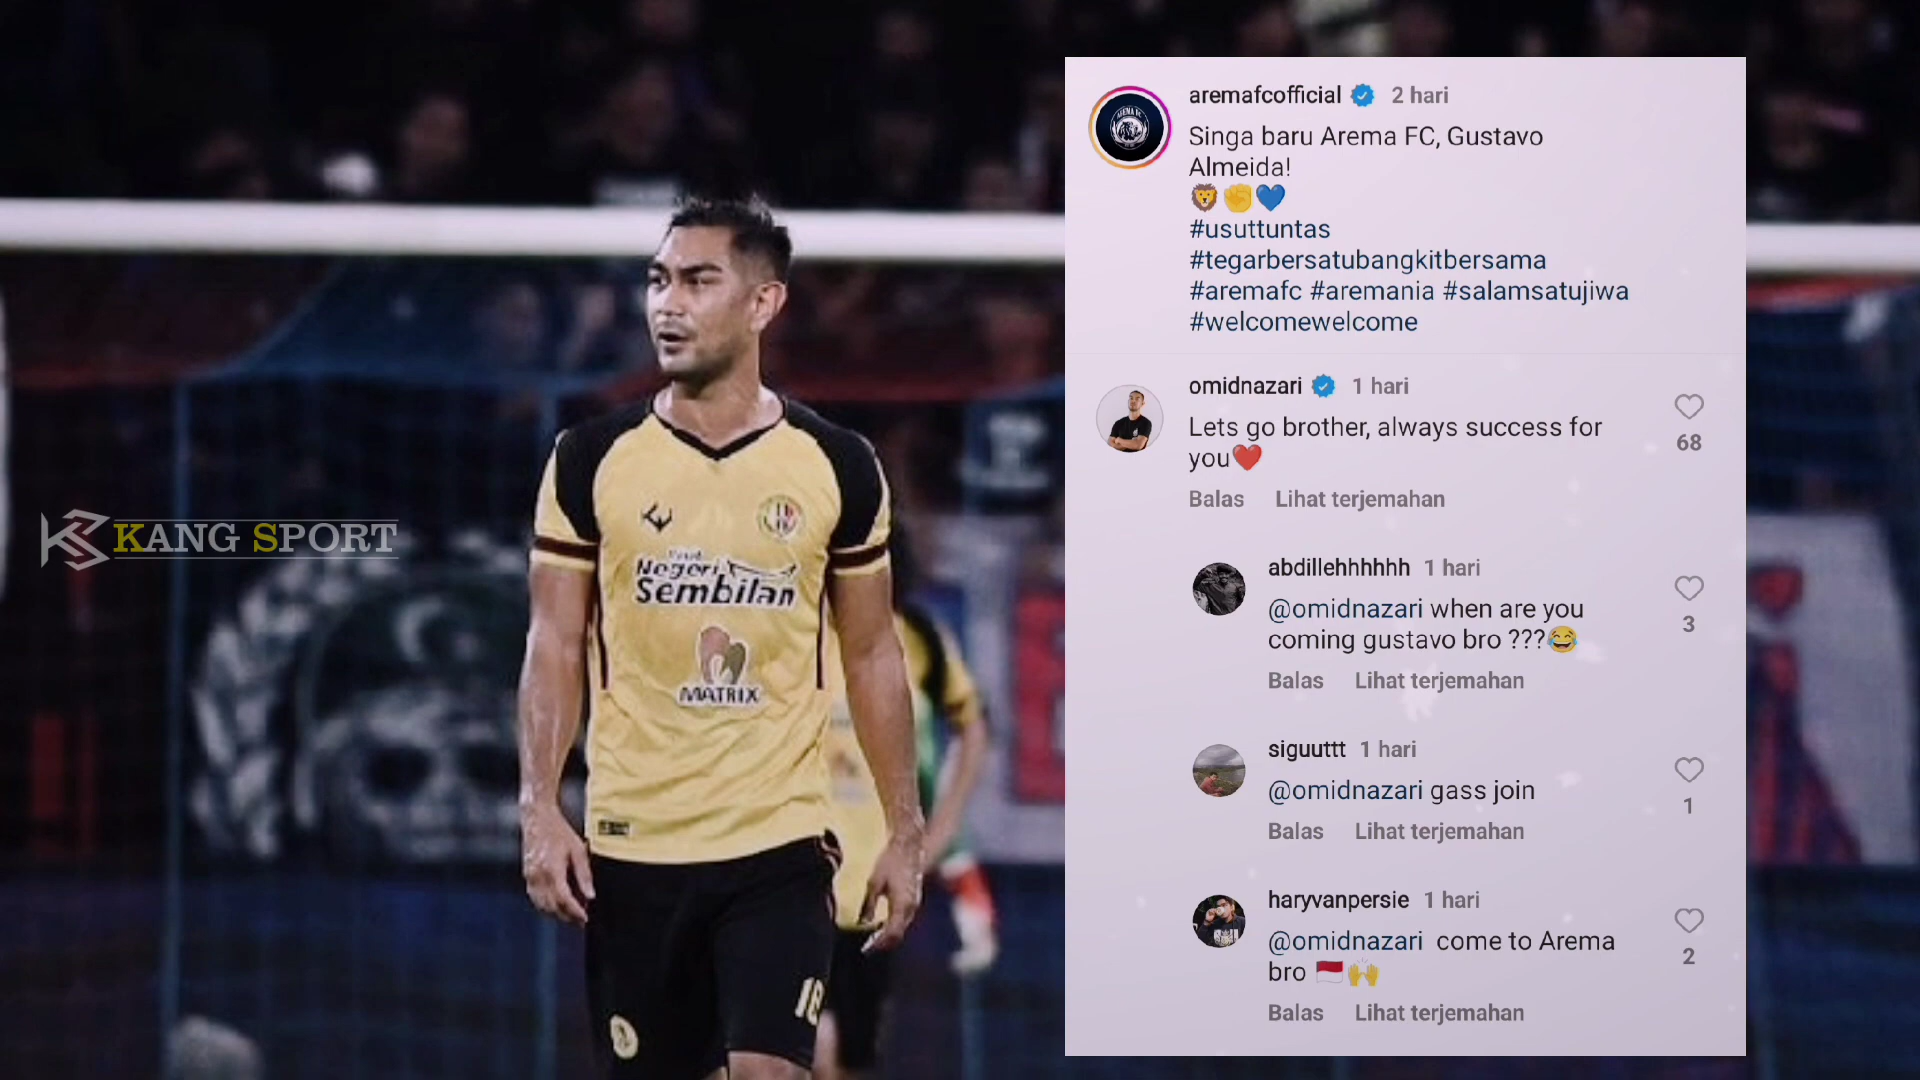 KANG SPORT
Negeri
Sembilan
MATRIX
18
aremafcofficial 2 hari
Singa baru Arema FC, Gustavo
Almeida!
🦁✊💙
#usuttuntas
#tegarbersatubangkitbersama
#aremafc #aremania #salamsatujiwa
#welcomewelcome
omidnazari 1 hari
Lets go brother, always success for
you❤️
68
Balas Lihat terjemahan
abdillehhhhhh 1 hari
@omidnazari when are you
coming gustavo bro ???😂
3
Balas Lihat terjemahan
siguuttt 1 hari
@omidnazari gass join
1
Balas Lihat terjemahan
haryvanpersie 1 hari
@omidnazari come to Arema
bro 🇮🇩🙌
2
Balas Lihat terjemahan